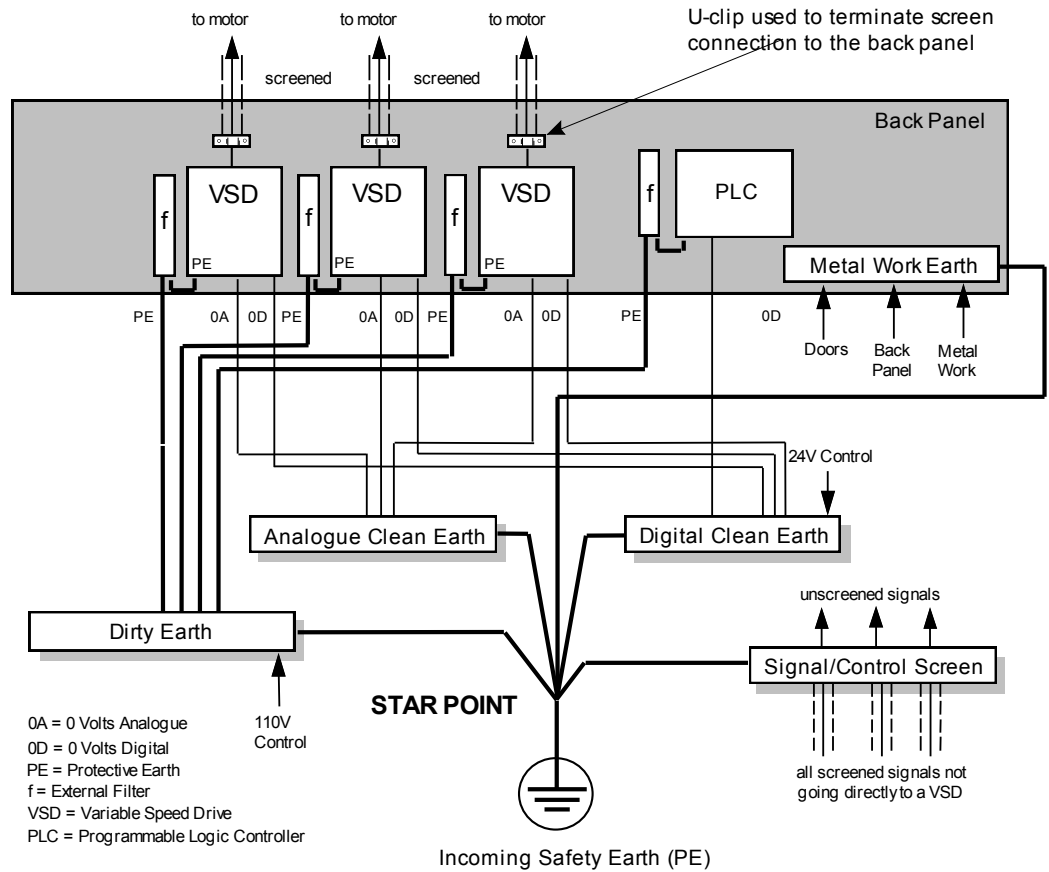 to motor
to motor
to motor
U-clip used to terminate screen
connection to the back panel
screened
screened
Back Panel
VSD
VSD
VSD
PLC
f
f
f
f
PE
PE
PE
Metal Work Earth
PE
0A
0D
PE
0A
0D
PE
0A
0D
PE
0D
Doors
Back
Panel
Metal
Work
24V Control
Analogue Clean Earth
Digital Clean Earth
unscreened signals
Dirty Earth
Signal/Control Screen
STAR POINT
110V
Control
0A = 0 Volts Analogue
0D = 0 Volts Digital
PE = Protective Earth
f = External Filter
VSD = Variable Speed Drive
PLC = Programmable Logic Controller
all screened signals not
going directly to a VSD
Incoming Safety Earth (PE)